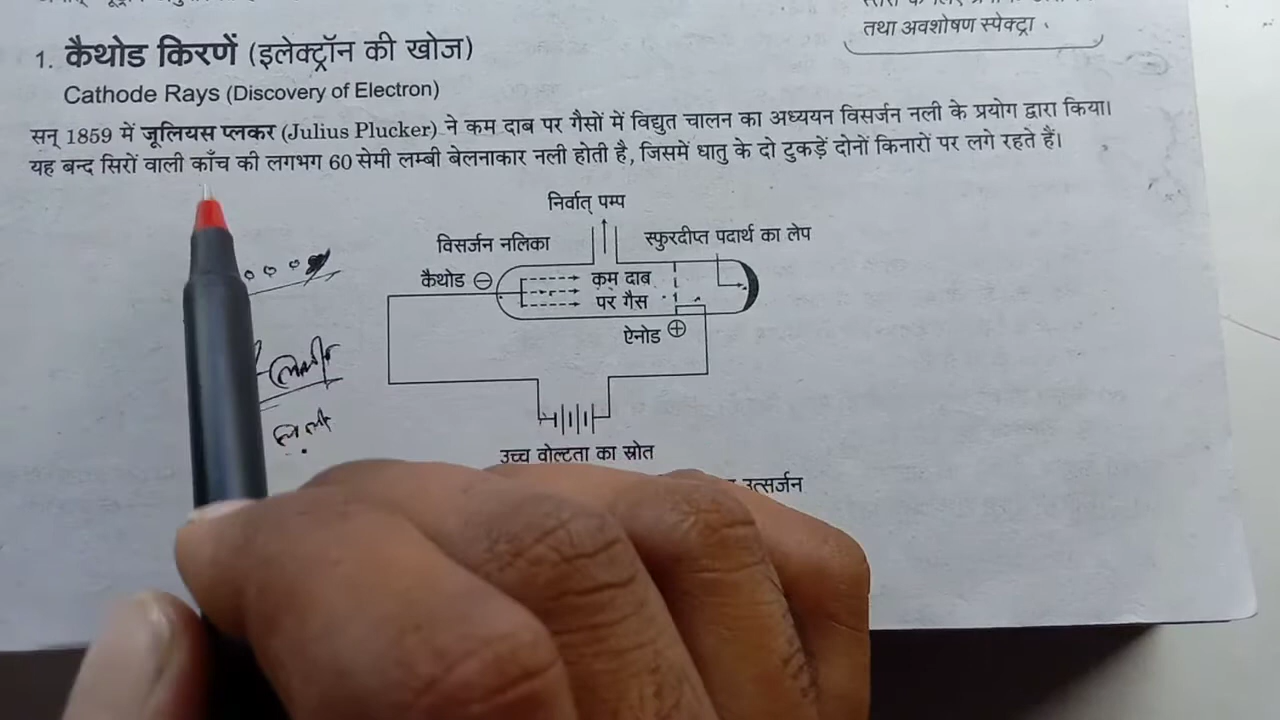 तथा अवशोषण स्पेक्ट्रा
1. कैथोड किरणें (इलेक्ट्रॉन की खोज)
Cathode Rays (Discovery of Electron)
सन् 1859 में जूलियस प्लकर (Julius Plucker) ने कम दाब पर गैसों में विद्युत चालन का अध्ययन विसर्जन नली के प्रयोग द्वारा किया।
यह बन्द सिरों वाली काँच की लगभग 60 सेमी लम्बी बेलनाकार नली होती है, जिसमें धातु के दो टुकड़ें दोनों किनारों पर लगे रहते हैं।
निर्वात् पम्प
विसर्जन नलिका
स्फुरदीप्त पदार्थ का लेप
कैथोड ⊖
कम दाब
पर गैस
ऐनोड ⊕
उच्च वोल्टता का स्रोत
उत्सर्जन